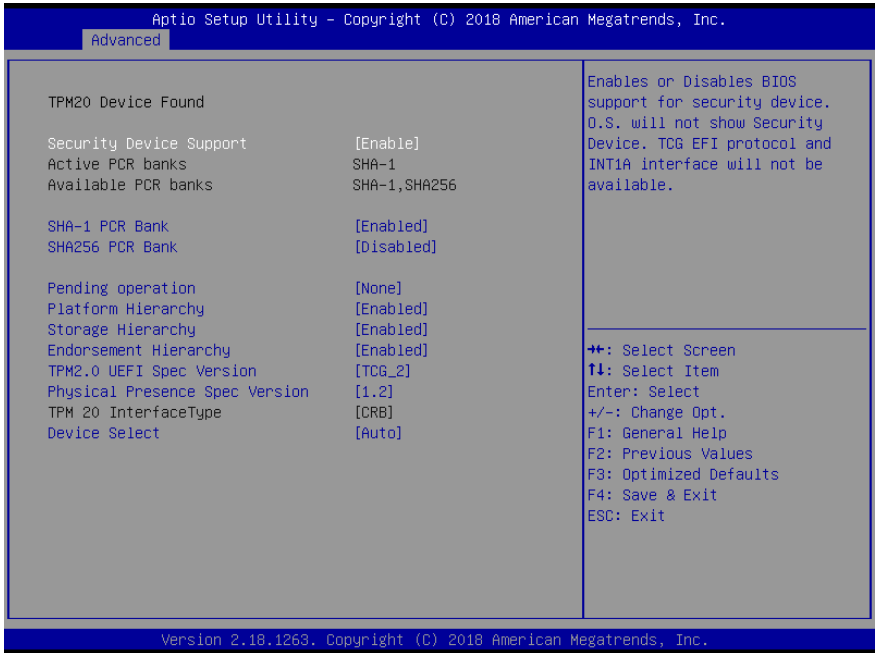 Aptio Setup Utility – Copyright (C) 2018 American Megatrends, Inc.
Advanced
TPM20 Device Found
Security Device Support [Enable]
Active PCR banks SHA-1
Available PCR banks SHA-1,SHA256
SHA-1 PCR Bank [Enabled]
SHA256 PCR Bank [Disabled]
Pending operation [None]
Platform Hierarchy [Enabled]
Storage Hierarchy [Enabled]
Endorsement Hierarchy [Enabled]
TPM2.0 UEFI Spec Version [TCG_2]
Physical Presence Spec Version [1.2]
TPM 20 InterfaceType [CRB]
Device Select [Auto]
Enables or Disables BIOS
support for security device.
O.S. will not show Security
Device. TCG EFI protocol and
INT1A interface will not be
available.
→←: Select Screen
↑↓: Select Item
Enter: Select
+/-: Change Opt.
F1: General Help
F2: Previous Values
F3: Optimized Defaults
F4: Save & Exit
ESC: Exit
Version 2.18.1263. Copyright (C) 2018 American Megatrends, Inc.